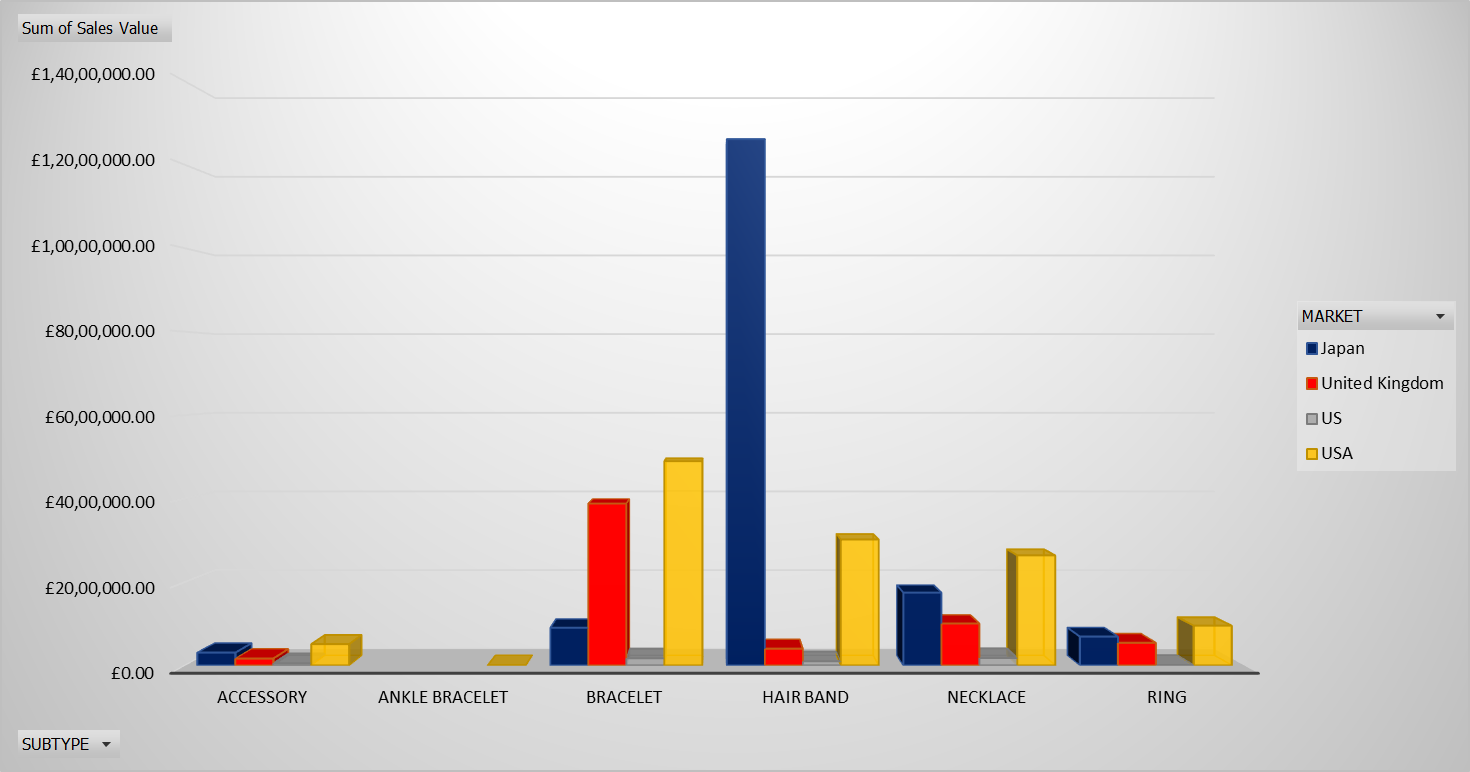 Sum of Sales Value
£1,40,00,000.00
£1,20,00,000.00
£1,00,00,000.00
£80,00,000.00
£60,00,000.00
£40,00,000.00
£20,00,000.00
£0.00
ACCESSORY
ANKLE BRACELET
BRACELET
HAIR BAND
NECKLACE
RING
MARKET
Japan
United Kingdom
US
USA
SUBTYPE